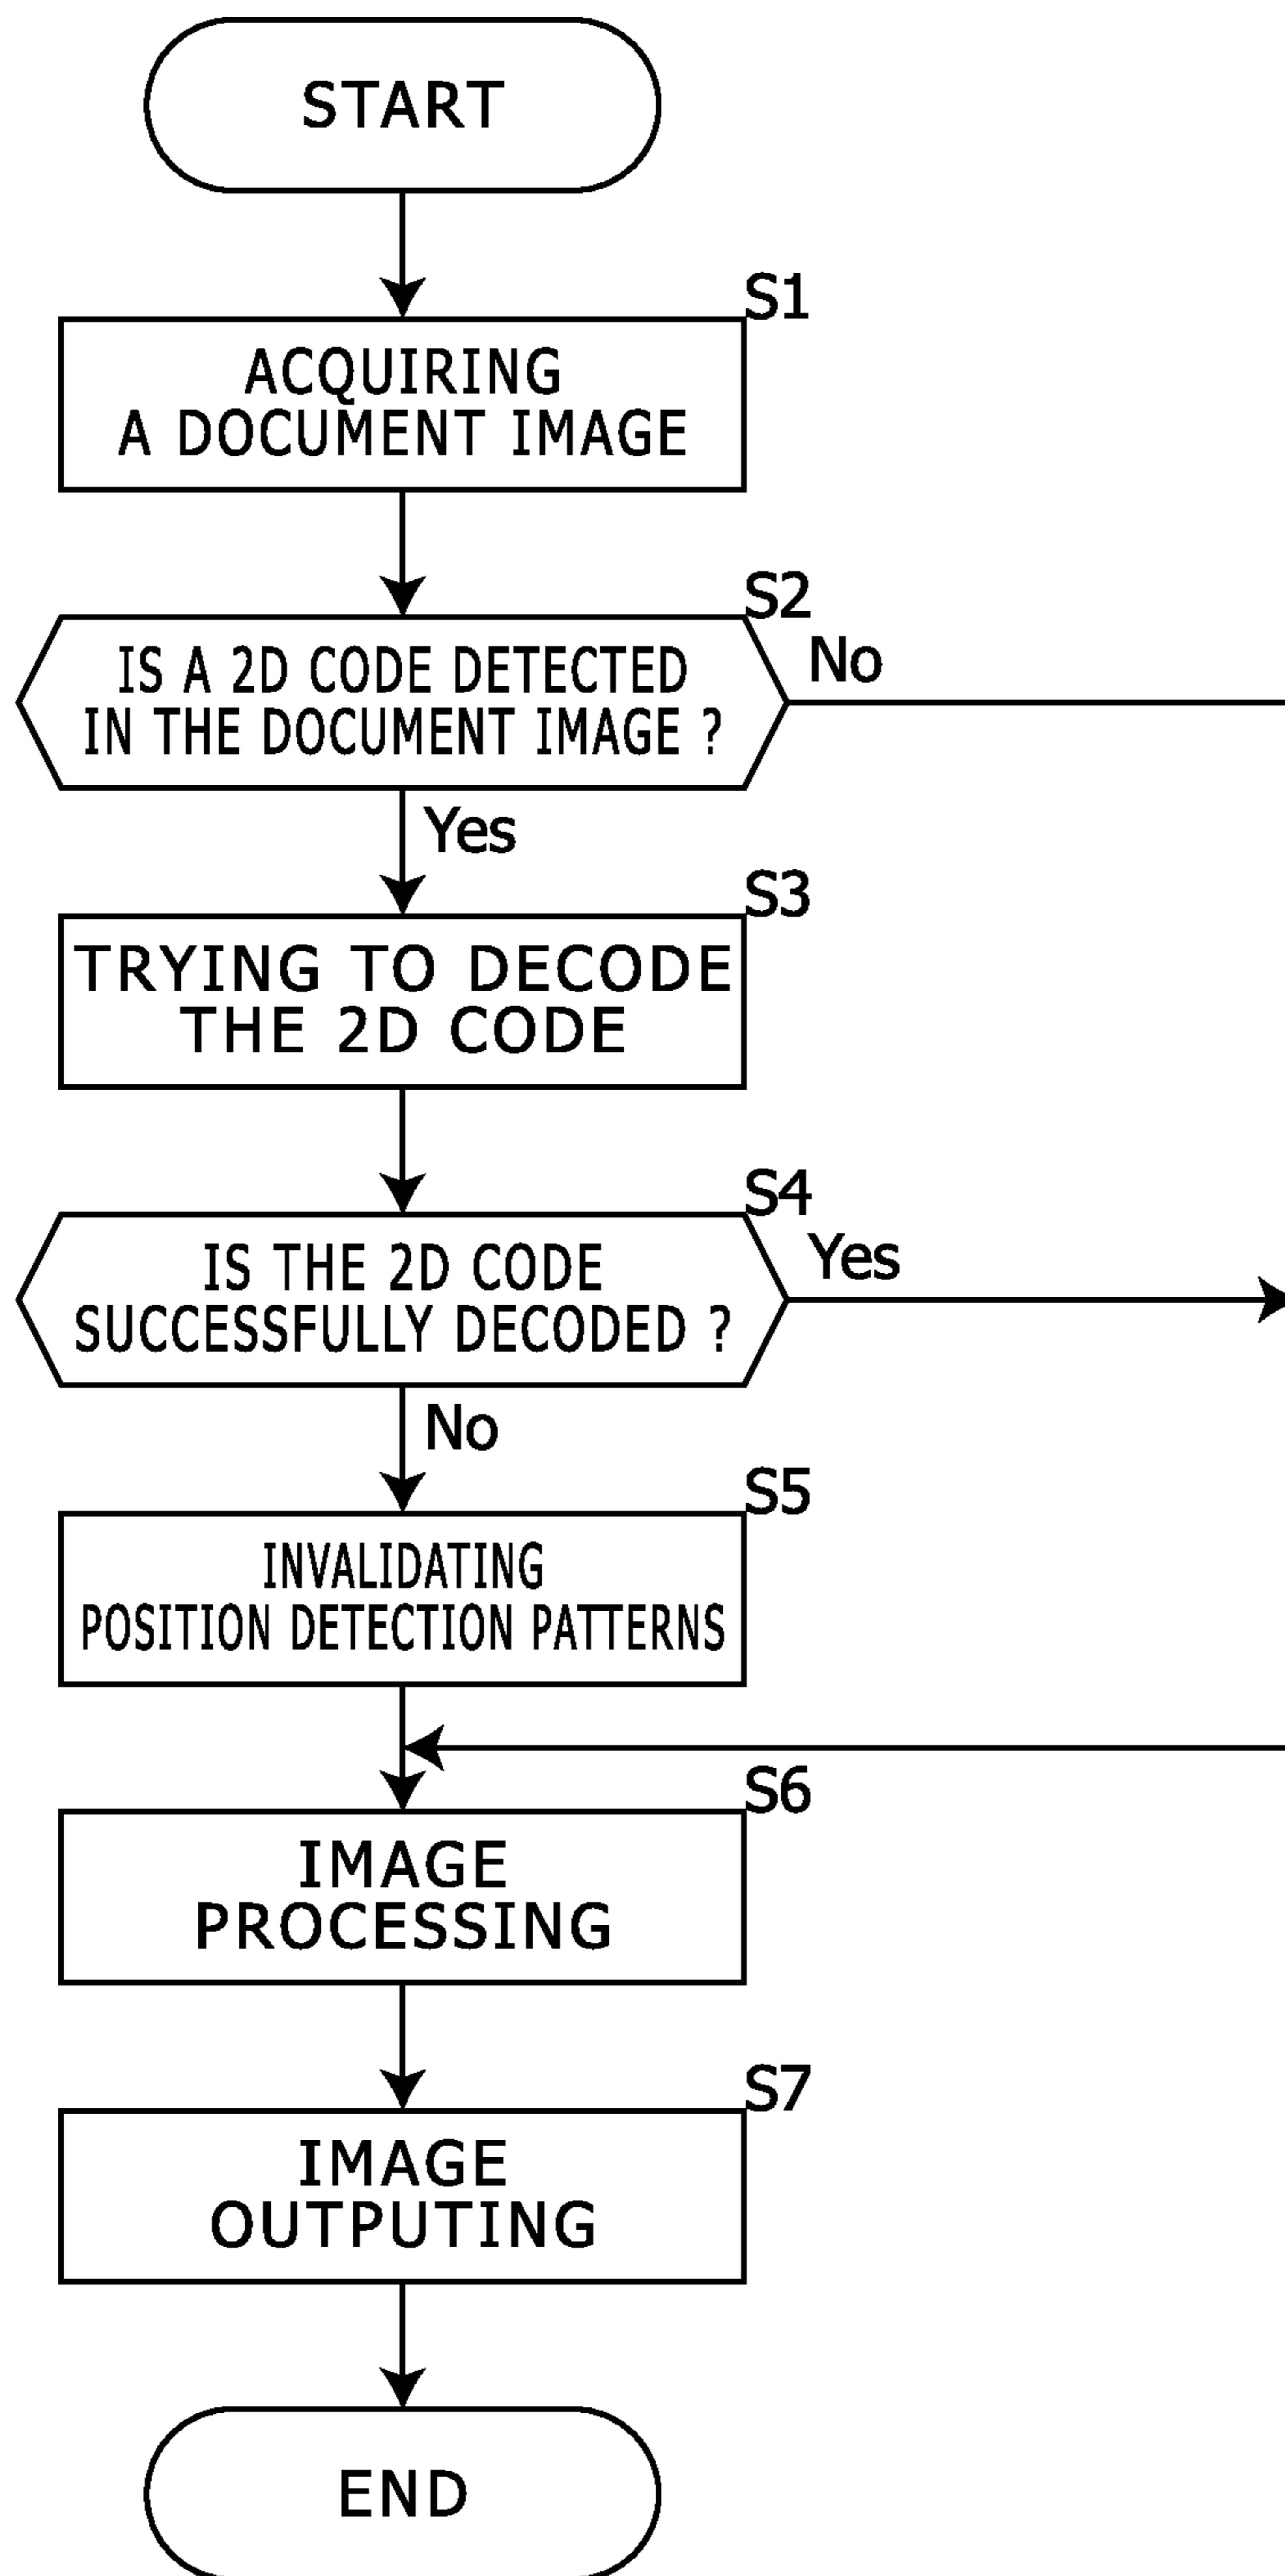 START
S1
ACQUIRING
A DOCUMENT IMAGE
S2
IS A 2D CODE DETECTED
IN THE DOCUMENT IMAGE ?
No
Yes
S3
TRYING TO DECODE
THE 2D CODE
S4
IS THE 2D CODE
SUCCESSFULLY DECODED ?
Yes
No
S5
INVALIDATING
POSITION DETECTION PATTERNS
S6
IMAGE
PROCESSING
S7
IMAGE
OUTPUTING
END